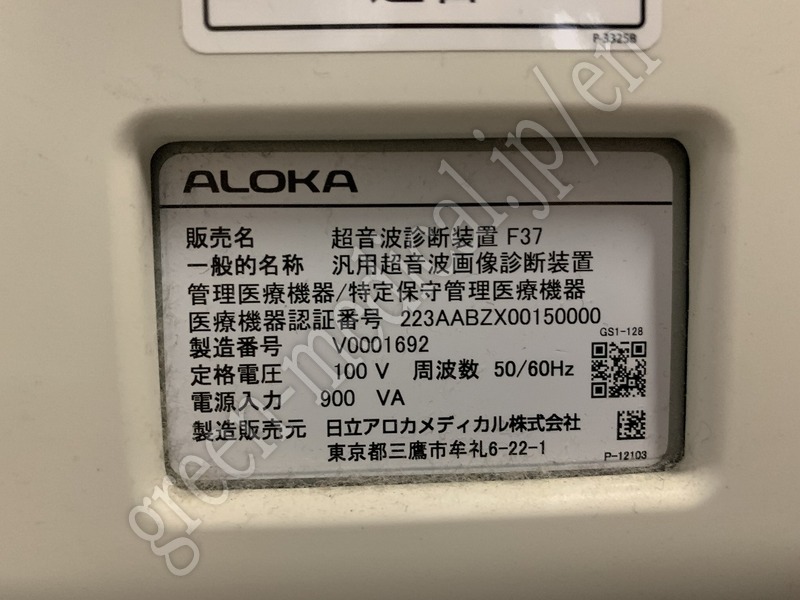 P-3325B
ALOKA
販売名 超音波診断装置 F37
一般的名称 汎用超音波画像診断装置
管理医療機器/特定保守管理医療機器
医療機器認証番号 223AABZX00150000
GS1-128
製造番号 V0001692
定格電圧 100 V 周波数 50/60Hz
電源入力 900 VA
製造販売元 日立アロカメディカル株式会社
東京都三鷹市牟礼6-22-1
P-12103
green-medical.jp/en